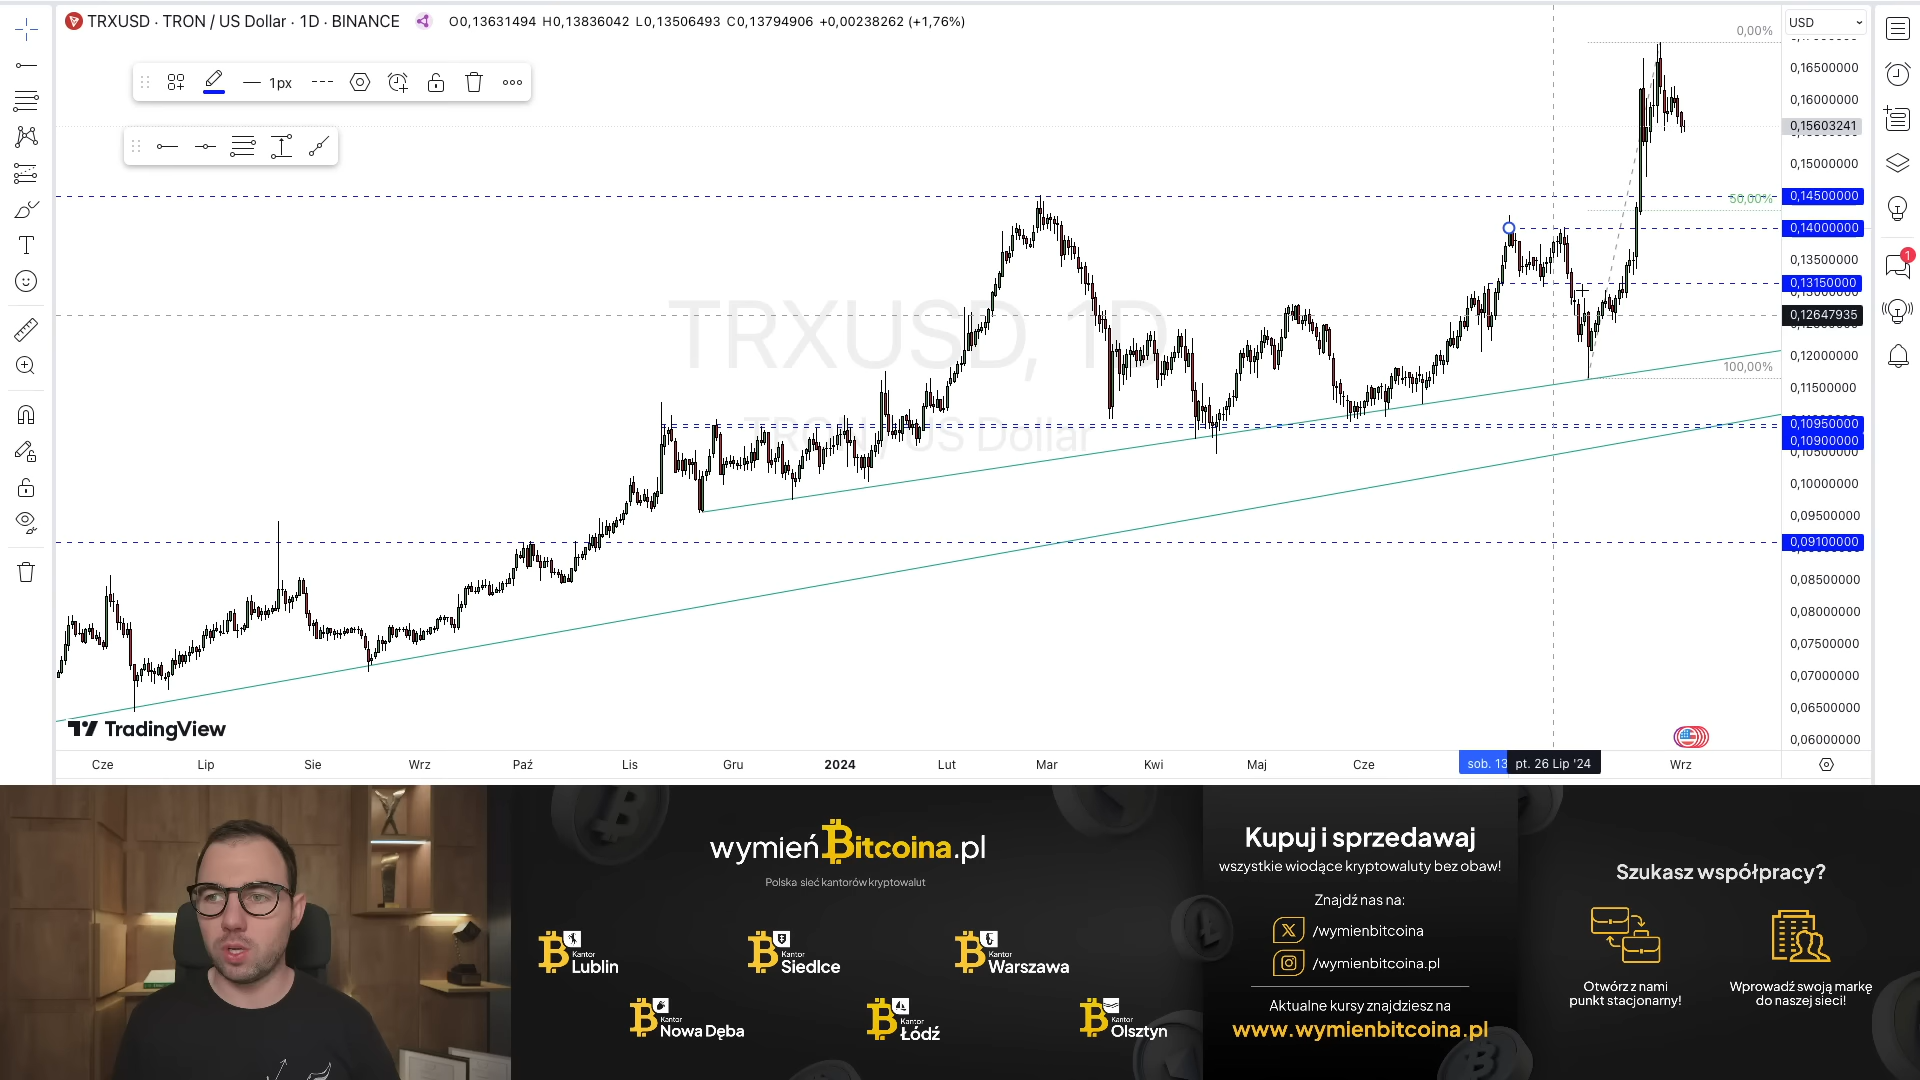 TRXUSD · TRON / US Dollar · 1D · BINANCE
O0,13631494 H0,13836042 L0,13506493 C0,13794906 +0,00238262 (+1,76%)
USD
1px
0,00%
0,16500000
0,16000000
0,15603241
0,15000000
50,00%
0,14500000
0,14000000
0,13500000
0,13150000
0,12647935
TRXUSD, 1D
TRON / US Dollar
0,12000000
100,00%
0,11500000
0,10950000
0,10900000
0,10500000
0,10000000
0,09500000
0,09100000
0,08500000
0,08000000
0,07500000
0,07000000
0,06500000
0,06000000
1
TradingView
Cze Lip Sie Wrz Paź Lis Gru 2024 Lut Mar Kwi Maj Cze sob. 13 pt. 26 Lip '24 Wrz
wymieńBitcoina.pl
Polska sieć kantorów kryptowalut
Kantor Lublin
Kantor Siedlce
Kantor Warszawa
Kantor Nowa Dęba
Kantor Łódź
Kantor Olsztyn
Kupuj i sprzedawaj
wszystkie wiodące kryptowaluty bez obaw!
Znajdź nas na:
/wymienbitcoina
/wymienbitcoina.pl
Aktualne kursy znajdziesz na
www.wymienbitcoina.pl
Szukasz współpracy?
Otwórz z nami
punkt stacjonarny!
Wprowadź swoją markę
do naszej sieci!